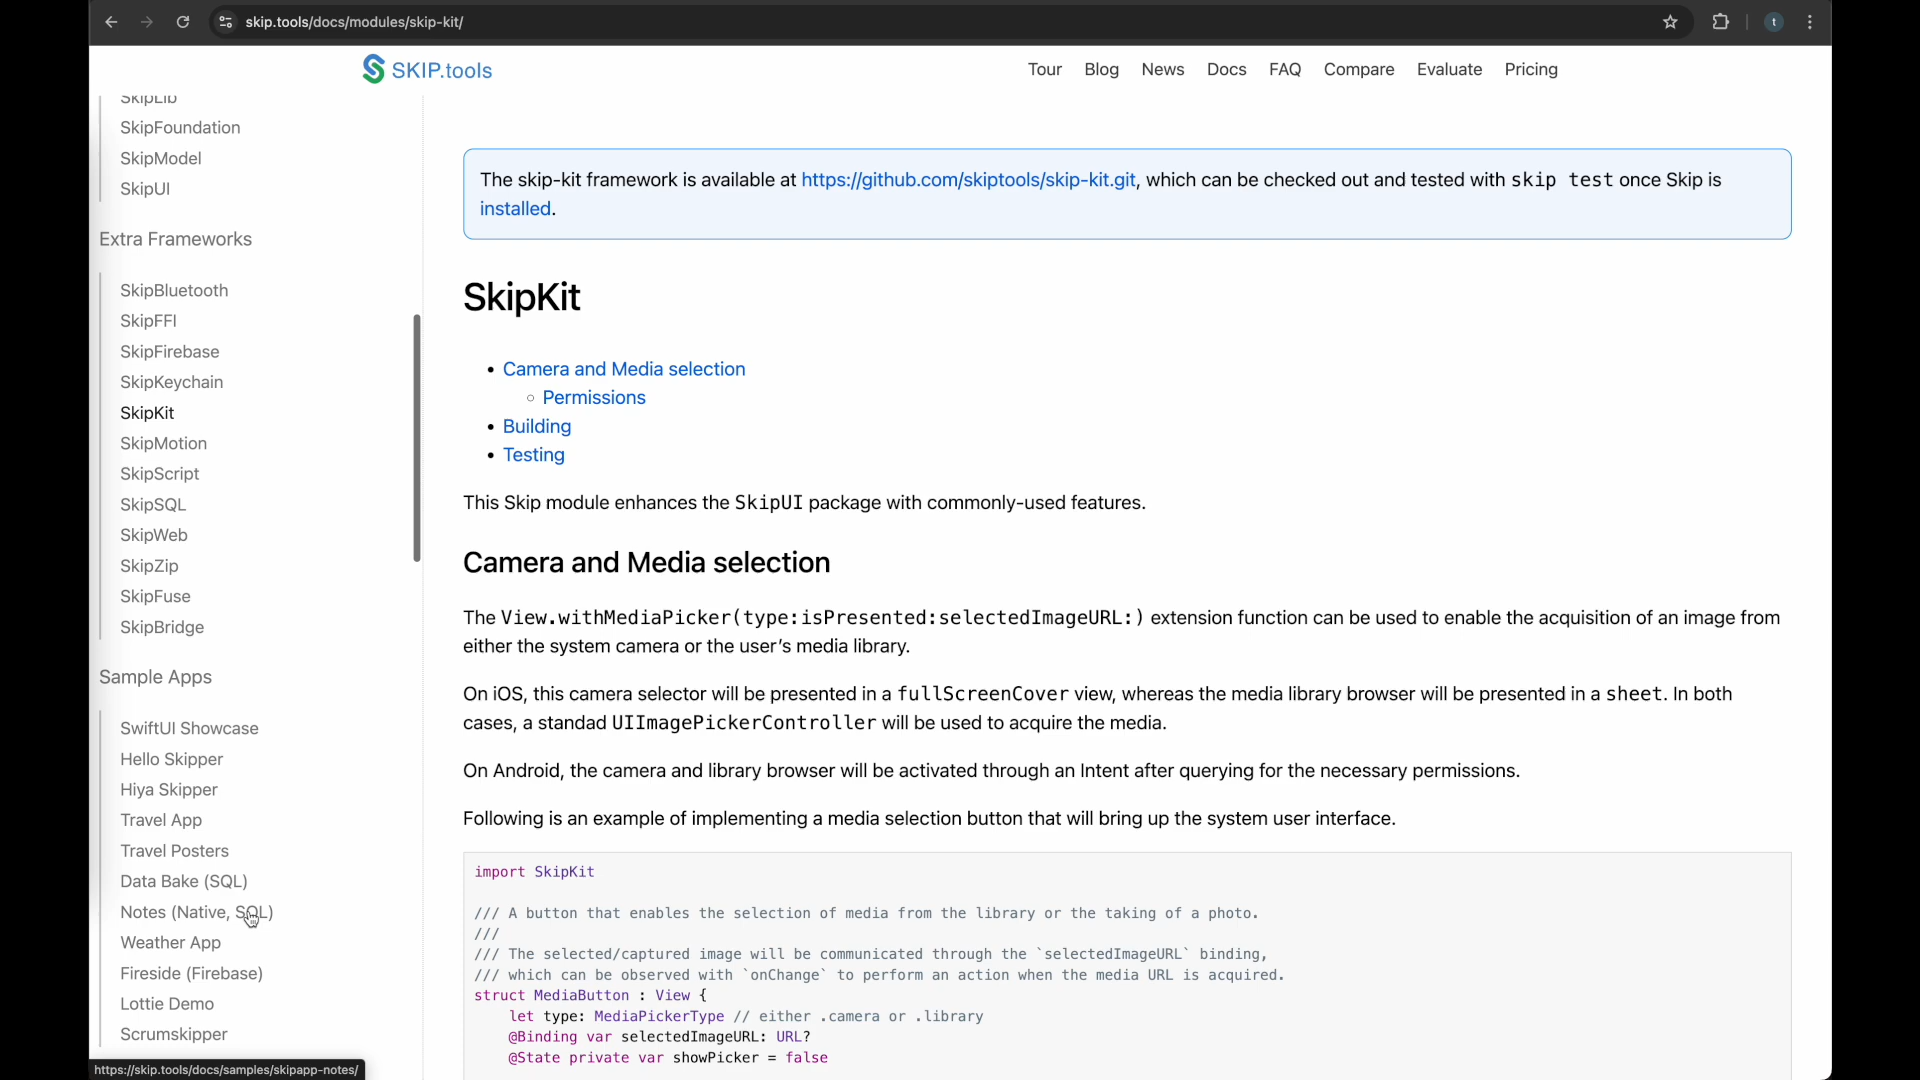 skip.tools/docs/modules/skip-kit/
t
SKIP.tools
Tour Blog News Docs FAQ Compare Evaluate Pricing
SkipLib
SkipFoundation
SkipModel
SkipUI
Extra Frameworks
SkipBluetooth
SkipFFI
SkipFirebase
SkipKeychain
SkipKit
SkipMotion
SkipScript
SkipSQL
SkipWeb
SkipZip
SkipFuse
SkipBridge
Sample Apps
SwiftUI Showcase
Hello Skipper
Hiya Skipper
Travel App
Travel Posters
Data Bake (SQL)
Notes (Native, SQL)
Weather App
Fireside (Firebase)
Lottie Demo
Scrumskipper
https://skip.tools/docs/samples/skipapp-notes/
The skip-kit framework is available at https://github.com/skiptools/skip-kit.git, which can be checked out and tested with skip test once Skip is
installed.
SkipKit
• Camera and Media selection
◦ Permissions
• Building
• Testing
This Skip module enhances the SkipUI package with commonly-used features.
Camera and Media selection
The View.withMediaPicker(type:isPresented:selectedImageURL:) extension function can be used to enable the acquisition of an image from
either the system camera or the user's media library.
On iOS, this camera selector will be presented in a fullScreenCover view, whereas the media library browser will be presented in a sheet. In both
cases, a standad UIImagePickerController will be used to acquire the media.
On Android, the camera and library browser will be activated through an Intent after querying for the necessary permissions.
Following is an example of implementing a media selection button that will bring up the system user interface.
import SkipKit
/// A button that enables the selection of media from the library or the taking of a photo.
///
/// The selected/captured image will be communicated through the `selectedImageURL` binding,
/// which can be observed with `onChange` to perform an action when the media URL is acquired.
struct MediaButton : View {
let type: MediaPickerType // either .camera or .library
@Binding var selectedImageURL: URL?
@State private var showPicker = false